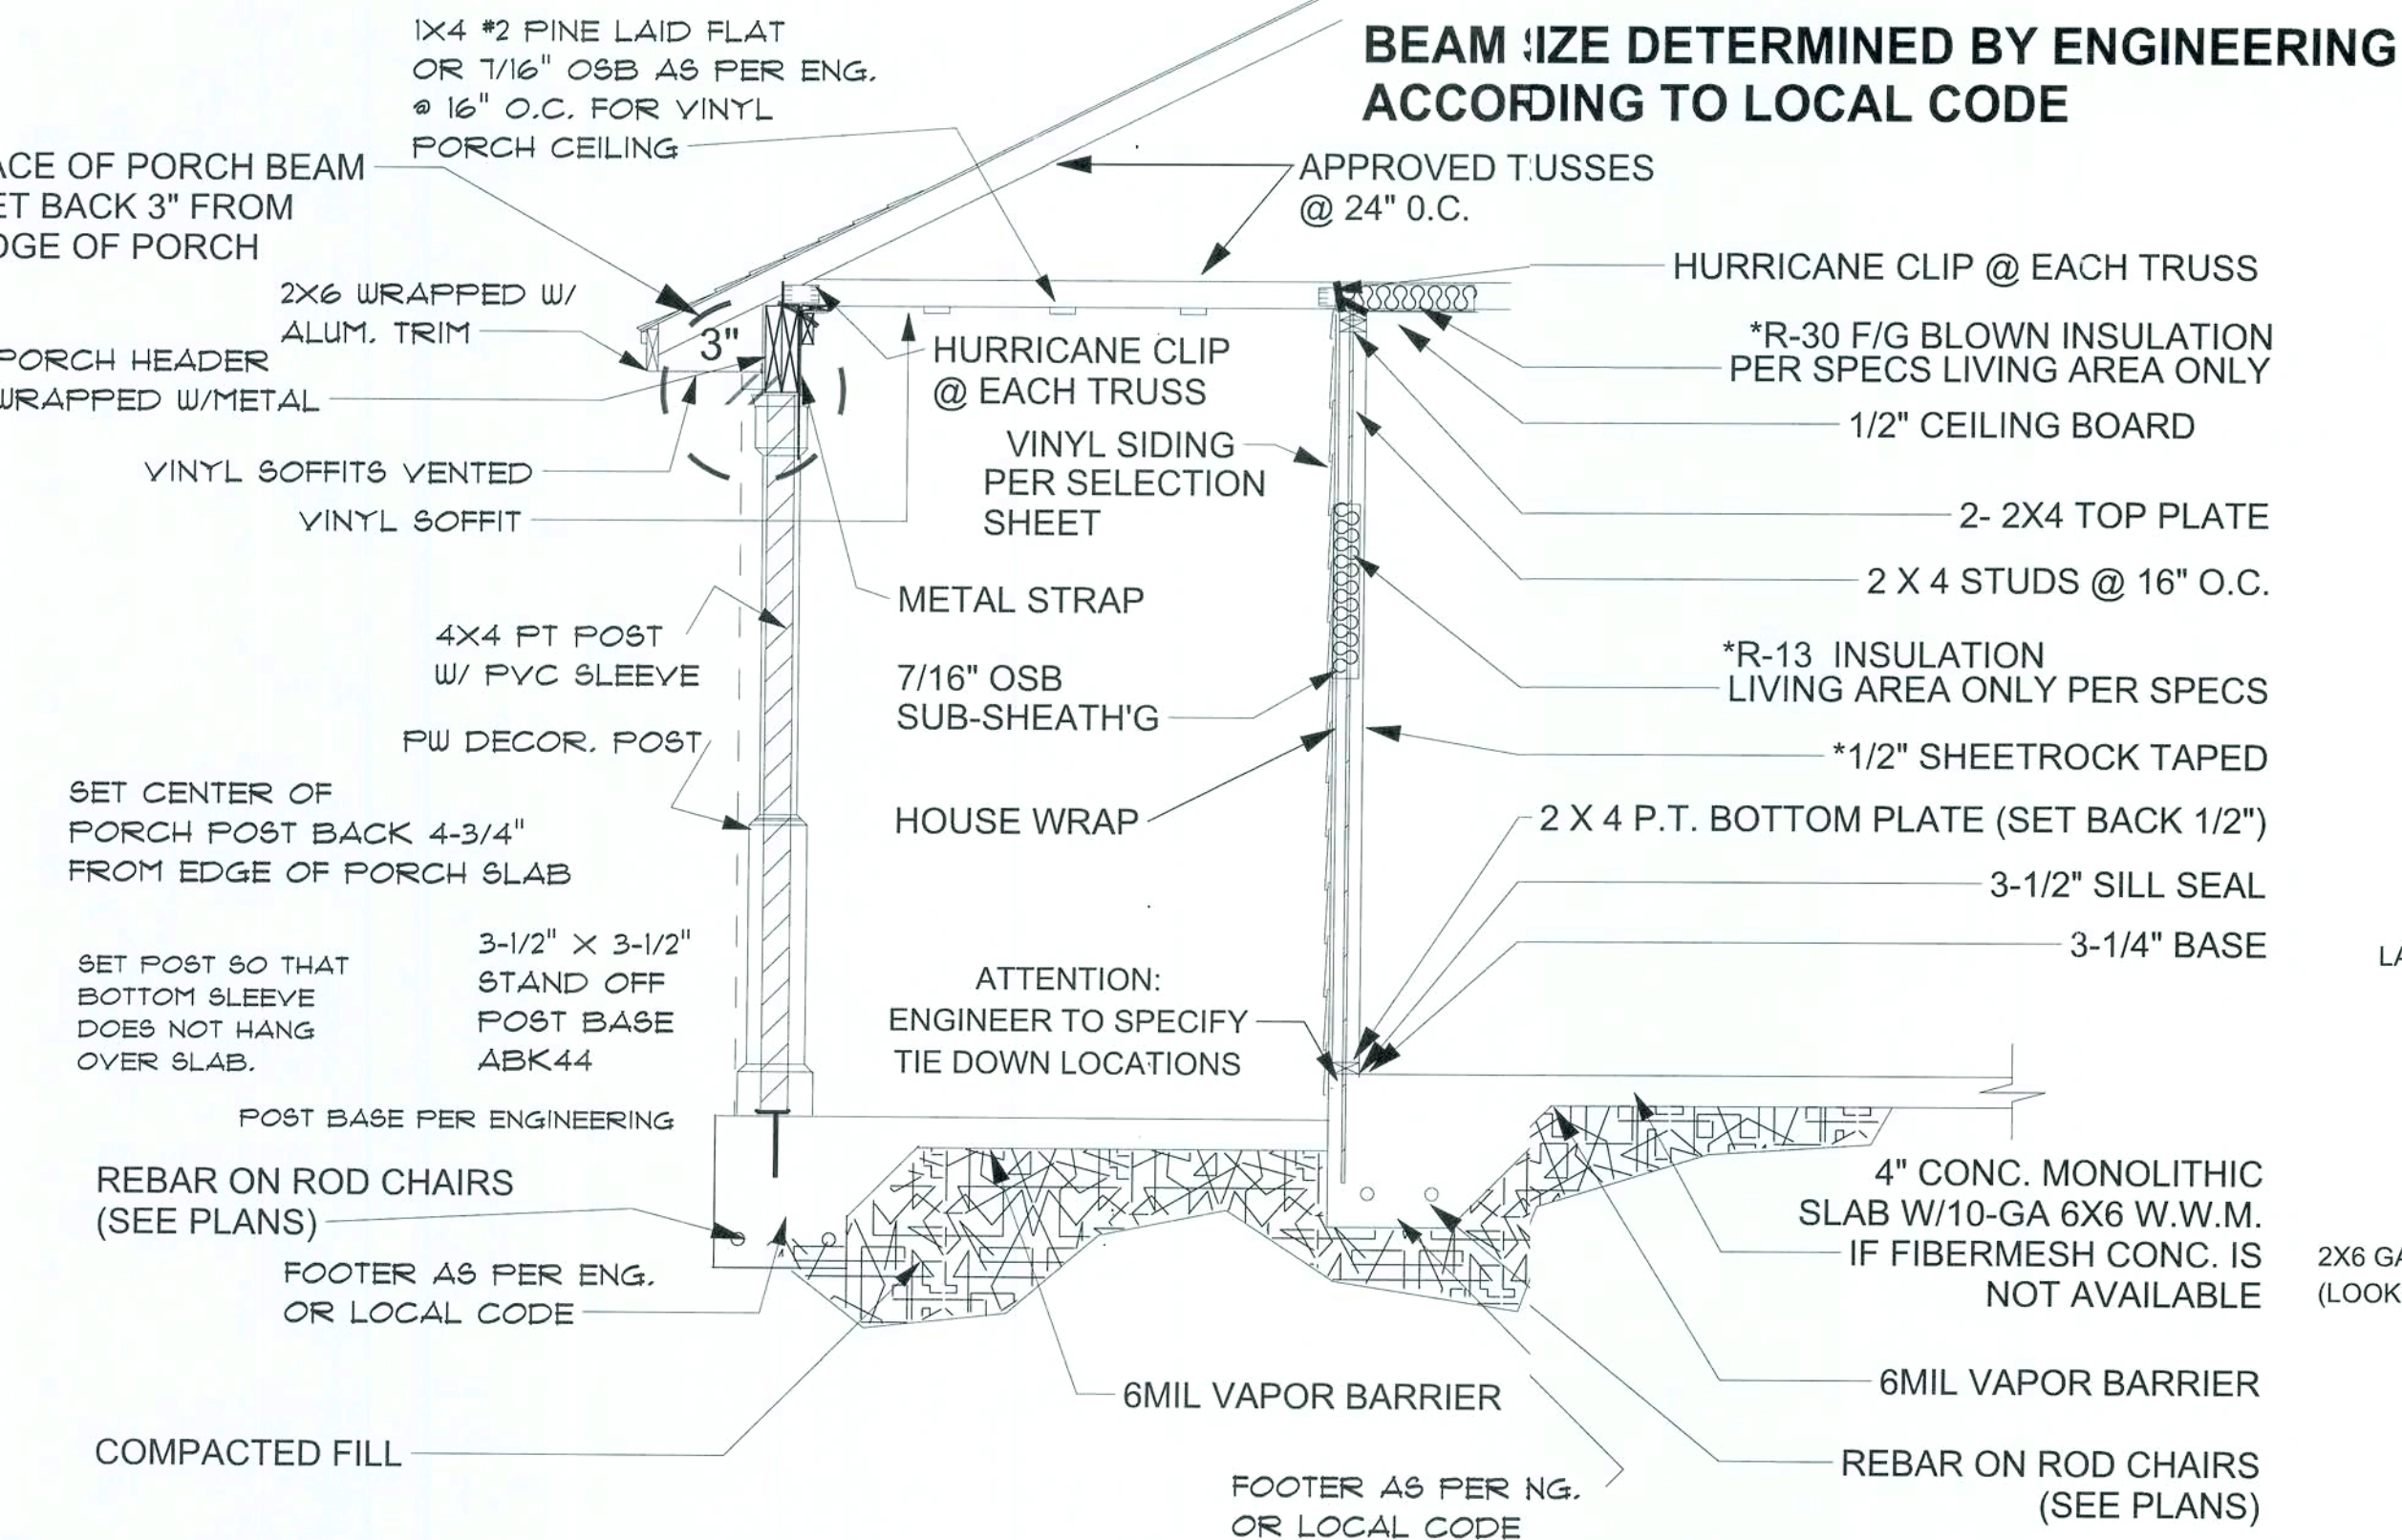 1X4 #2 PINE LAID FLAT
OR 7/16" OSB AS PER ENG.
@ 16" O.C. FOR VINYL
PORCH CEILING
BEAM SIZE DETERMINED BY ENGINEERING
ACCORDING TO LOCAL CODE
ACE OF PORCH BEAM
ET BACK 3" FROM
DGE OF PORCH
APPROVED TUSSES
@ 24" O.C.
2X6 WRAPPED W/
ALUM. TRIM
PORCH HEADER
WRAPPED W/METAL
3"
HURRICANE CLIP
@ EACH TRUSS
HURRICANE CLIP @ EACH TRUSS
*R-30 F/G BLOWN INSULATION
PER SPECS LIVING AREA ONLY
1/2" CEILING BOARD
VINYL SIDING
PER SELECTION
SHEET
VINYL SOFFITS VENTED
VINYL SOFFIT
2- 2X4 TOP PLATE
2 X 4 STUDS @ 16" O.C.
METAL STRAP
4X4 PT POST
W/ PVC SLEEVE
7/16" OSB
SUB-SHEATH'G
*R-13 INSULATION
LIVING AREA ONLY PER SPECS
PW DECOR. POST
*1/2" SHEETROCK TAPED
SET CENTER OF
PORCH POST BACK 4-3/4"
FROM EDGE OF PORCH SLAB
HOUSE WRAP
2 X 4 P.T. BOTTOM PLATE (SET BACK 1/2")
3-1/2" SILL SEAL
3-1/4" BASE
LA
SET POST SO THAT
BOTTOM SLEEVE
DOES NOT HANG
OVER SLAB.
3-1/2" X 3-1/2"
STAND OFF
POST BASE
ABK44
ATTENTION:
ENGINEER TO SPECIFY
TIE DOWN LOCATIONS
POST BASE PER ENGINEERING
REBAR ON ROD CHAIRS
(SEE PLANS)
FOOTER AS PER ENG.
OR LOCAL CODE
4" CONC. MONOLITHIC
SLAB W/10-GA 6X6 W.W.M.
IF FIBERMESH CONC. IS
NOT AVAILABLE
2X6 GA
(LOOK
6MIL VAPOR BARRIER
6MIL VAPOR BARRIER
COMPACTED FILL
FOOTER AS PER NG.
OR LOCAL CODE
REBAR ON ROD CHAIRS
(SEE PLANS)